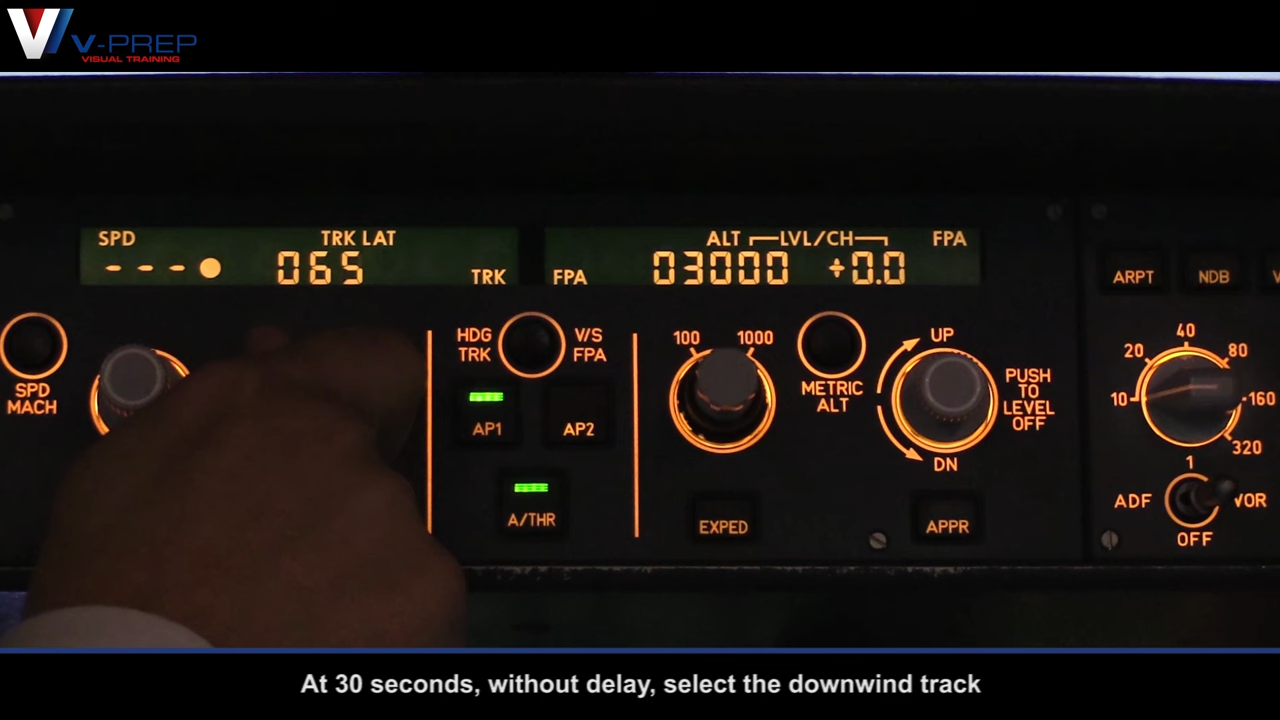 V-PREP
VISUAL TRAINING
SPD
TRK LAT
ALT
LVL/CH
FPA
---
065
TRK
FPA
03000
+0.0
ARPT
NDB
V
SPD
MACH
HDG
TRK
V/S
FPA
AP1
AP2
A/THR
100
1000
METRIC
ALT
UP
DN
PUSH
TO
LEVEL
OFF
EXPED
APPR
10
20
40
80
160
320
1
ADF
VOR
OFF
At 30 seconds, without delay, select the downwind track